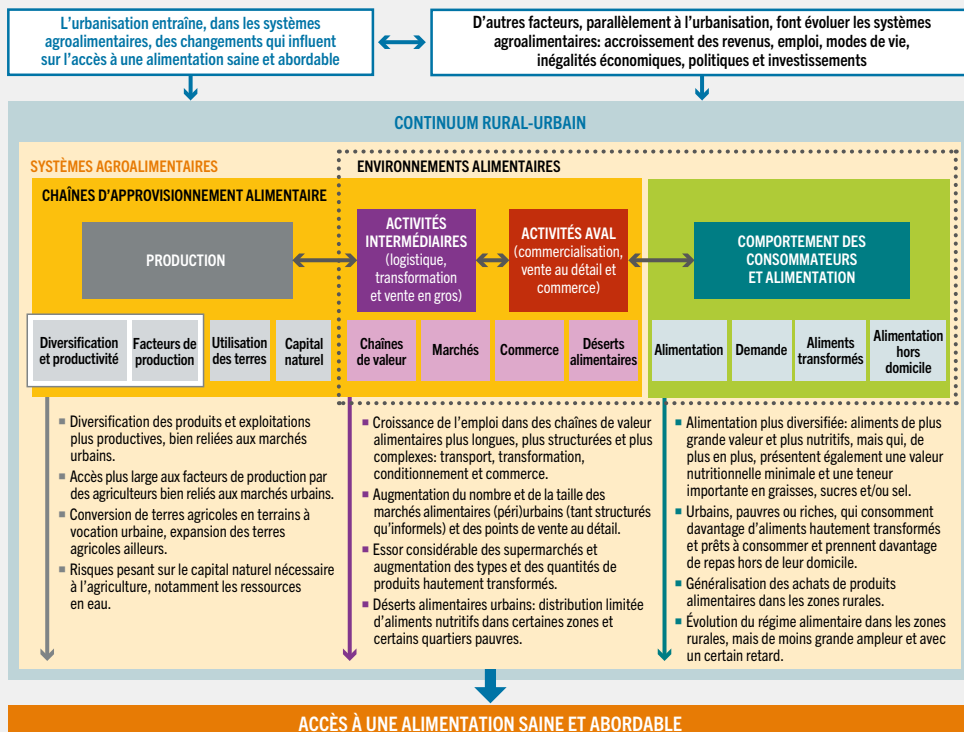 L'urbanisation entraîne, dans les systèmes
agroalimentaires, des changements qui influent
sur l'accès à une alimentation saine et abordable
D'autres facteurs, parallèlement à l'urbanisation, font évoluer les systèmes
agroalimentaires: accroissement des revenus, emploi, modes de vie,
inégalités économiques, politiques et investissements
CONTINUUM RURAL-URBAIN
SYSTÈMES AGROALIMENTAIRES
ENVIRONNEMENTS ALIMENTAIRES
CHAÎNES D'APPROVISIONNEMENT ALIMENTAIRE
PRODUCTION
ACTIVITÉS
INTERMÉDIAIRES
(logistique,
transformation
et vente en gros)
ACTIVITÉS AVAL
(commercialisation,
vente au détail et
commerce)
COMPORTEMENT DES
CONSOMMATEURS
ET ALIMENTATION
Diversification
et productivité
Facteurs de
production
Utilisation
des terres
Capital
naturel
Chaînes
de valeur
Marchés
Commerce
Déserts
alimentaires
Alimentation
Demande
Aliments
transformés
Alimentation
hors
domicile
■ Diversification des produits et exploitations
plus productives, bien reliées aux marchés
urbains.
■ Accès plus large aux facteurs de production par
des agriculteurs bien reliés aux marchés urbains.
■ Conversion de terres agricoles en terrains à
vocation urbaine, expansion des terres
agricoles ailleurs.
■ Risques pesant sur le capital naturel nécessaire
à l'agriculture, notamment les ressources
en eau.
■ Croissance de l'emploi dans des chaînes de valeur
alimentaires plus longues, plus structurées et plus
complexes: transport, transformation,
conditionnement et commerce.
■ Augmentation du nombre et de la taille des
marchés alimentaires (péri)urbains (tant structurés
qu'informels) et des points de vente au détail.
■ Essor considérable des supermarchés et
augmentation des types et des quantités de
produits hautement transformés.
■ Déserts alimentaires urbains: distribution limitée
d'aliments nutritifs dans certaines zones et
certains quartiers pauvres.
■ Alimentation plus diversifiée: aliments de plus
grande valeur et plus nutritifs, mais qui, de
plus en plus, présentent également une valeur
nutritionnelle minimale et une teneur
importante en graisses, sucres et/ou sel.
■ Urbains, pauvres ou riches, qui consomment
davantage d'aliments hautement transformés
et prêts à consommer et prennent davantage
de repas hors de leur domicile.
■ Généralisation des achats de produits
alimentaires dans les zones rurales.
■ Évolution du régime alimentaire dans les zones
rurales, mais de moins grande ampleur et avec
un certain retard.
ACCÈS À UNE ALIMENTATION SAINE ET ABORDABLE